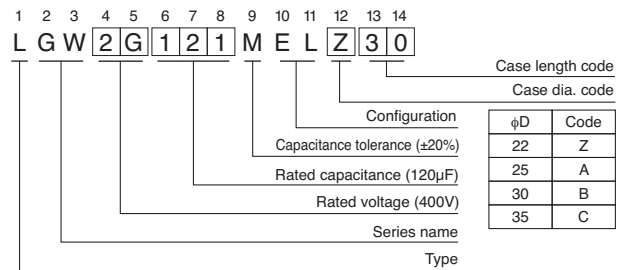 1 2 3 4 5 6 7 8 9 10 11 12 13 14
L G W 2 G 1 2 1 M E L Z 3 0
Case length code
Case dia. code
Configuration
Capacitance tolerance (±20%)
Rated capacitance (120µF)
Rated voltage (400V)
Series name
Type
φD Code
22 Z
25 A
30 B
35 C